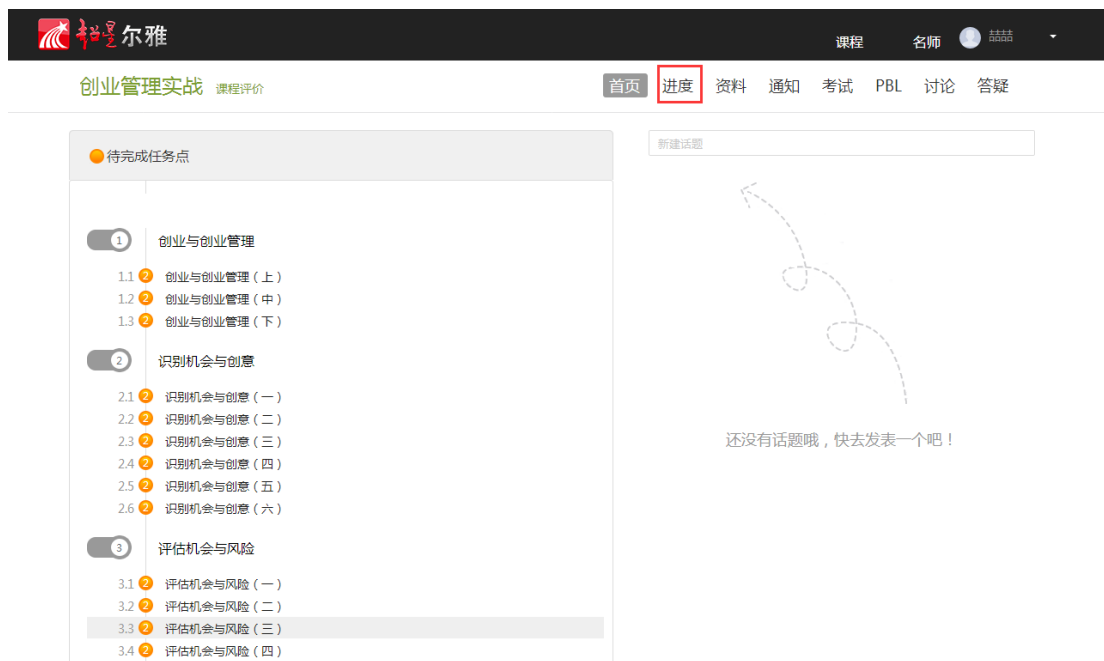 超星尔雅
课程 名师 喆喆
创业管理实战 课程评价
首页 进度 资料 通知 考试 PBL 讨论 答疑
待完成任务点
新建话题
1 创业与创业管理
1.1 2 创业与创业管理（上）
1.2 2 创业与创业管理（中）
1.3 2 创业与创业管理（下）
2 识别机会与创意
2.1 2 识别机会与创意（一）
2.2 2 识别机会与创意（二）
2.3 2 识别机会与创意（三）
2.4 2 识别机会与创意（四）
2.5 2 识别机会与创意（五）
2.6 2 识别机会与创意（六）
还没有话题哦，快去发表一个吧！
3 评估机会与风险
3.1 2 评估机会与风险（一）
3.2 2 评估机会与风险（二）
3.3 2 评估机会与风险（三）
3.4 2 评估机会与风险（四）